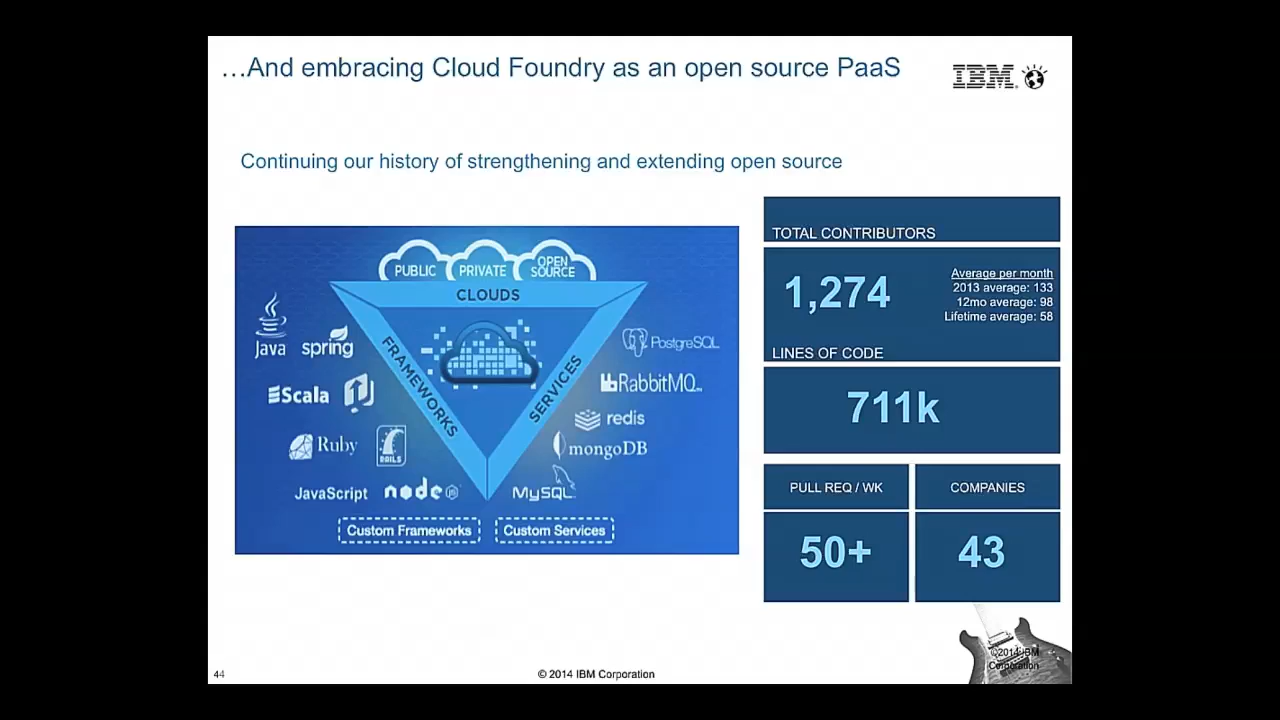 …And embracing Cloud Foundry as an open source PaaS
IBM®
Continuing our history of strengthening and extending open source
PUBLIC
PRIVATE
OPEN
SOURCE
CLOUDS
FRAMEWORKS
SERVICES
Java
spring
Scala
Ruby
RAILS
JavaScript
node
JS
PostgreSQL
RabbitMQ
redis
mongoDB
MySQL
Custom Frameworks
Custom Services
TOTAL CONTRIBUTORS
1,274
Average per month
2013 average: 133
12mo average: 98
Lifetime average: 58
LINES OF CODE
711k
PULL REQ / WK
COMPANIES
50+
43
44
© 2014 IBM Corporation
©2014 IBM
Corporation